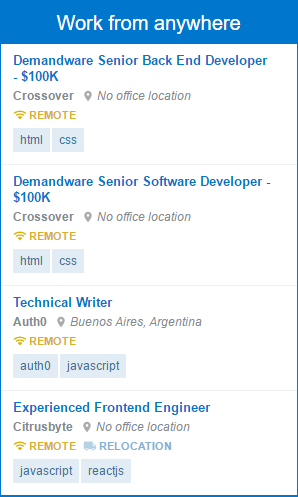 Work from anywhere
Demandware Senior Back End Developer
- $100K
Crossover No office location
REMOTE
html css
Demandware Senior Software Developer -
$100K
Crossover No office location
REMOTE
html css
Technical Writer
Auth0 Buenos Aires, Argentina
REMOTE
auth0 javascript
Experienced Frontend Engineer
Citrusbyte No office location
REMOTE RELOCATION
javascript reactjs